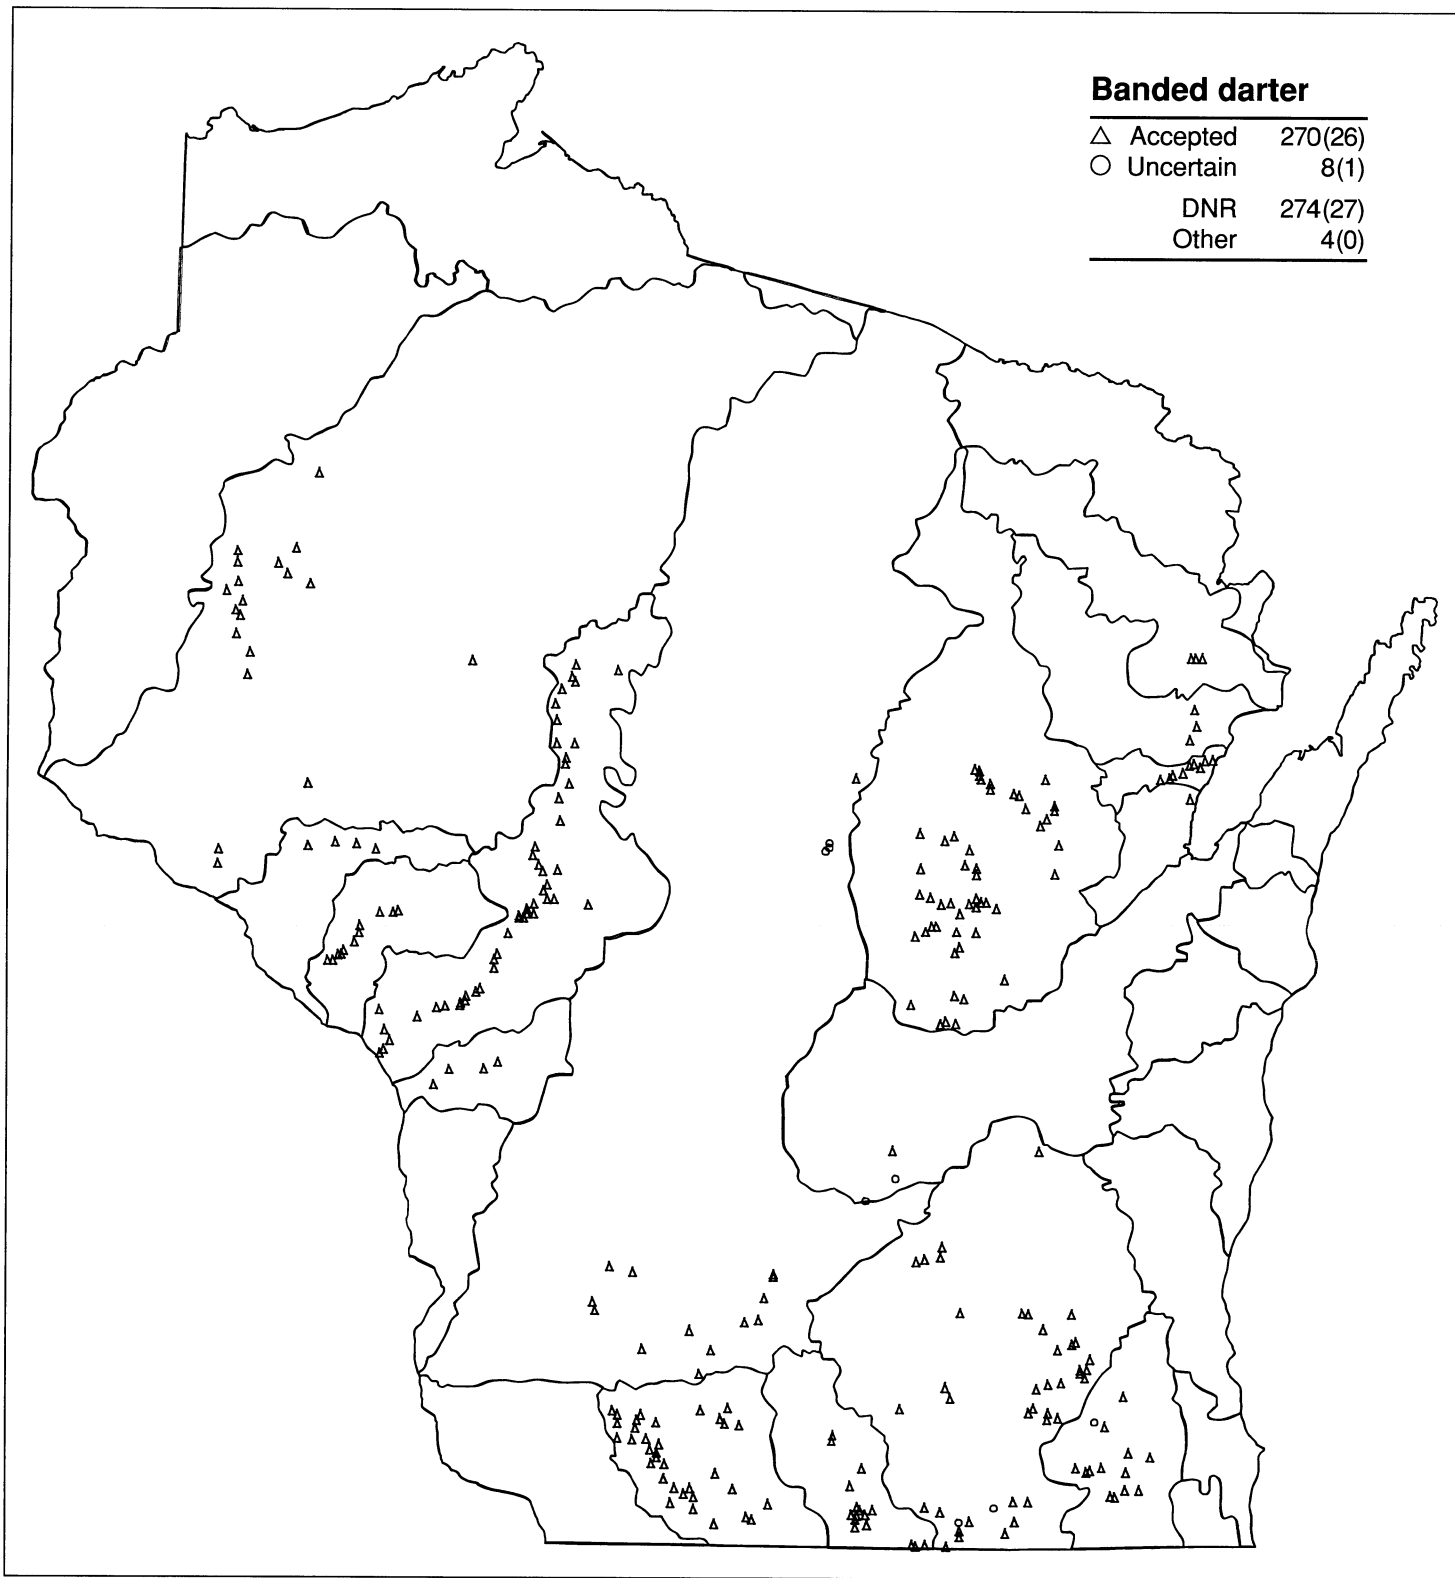 Banded darter
△ Accepted 270(26)
○ Uncertain 8(1)
DNR 274(27)
Other 4(0)